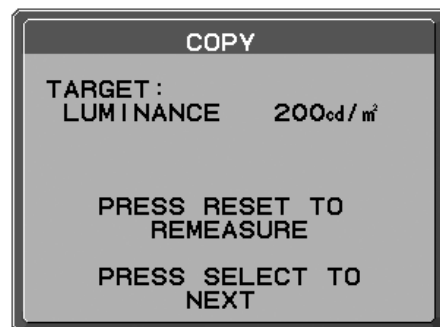 COPY
TARGET:
LUMINANCE 200cd/㎡
PRESS RESET TO
REMEASURE
PRESS SELECT TO
NEXT